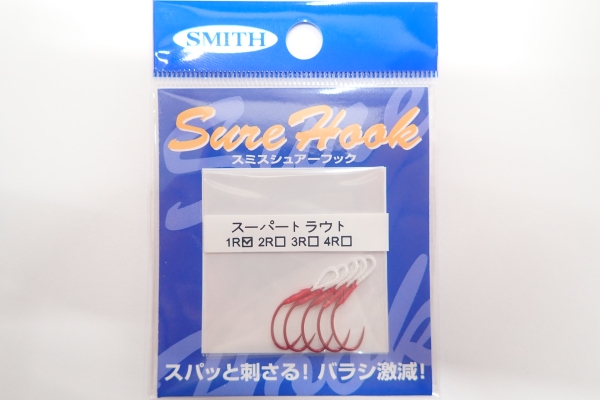 SMITH
Sure Hook
スミスシュアーフック
スーパートラウト
1R☑ 2R☐ 3R☐ 4R☐
スパッと刺さる! バラシ激減!